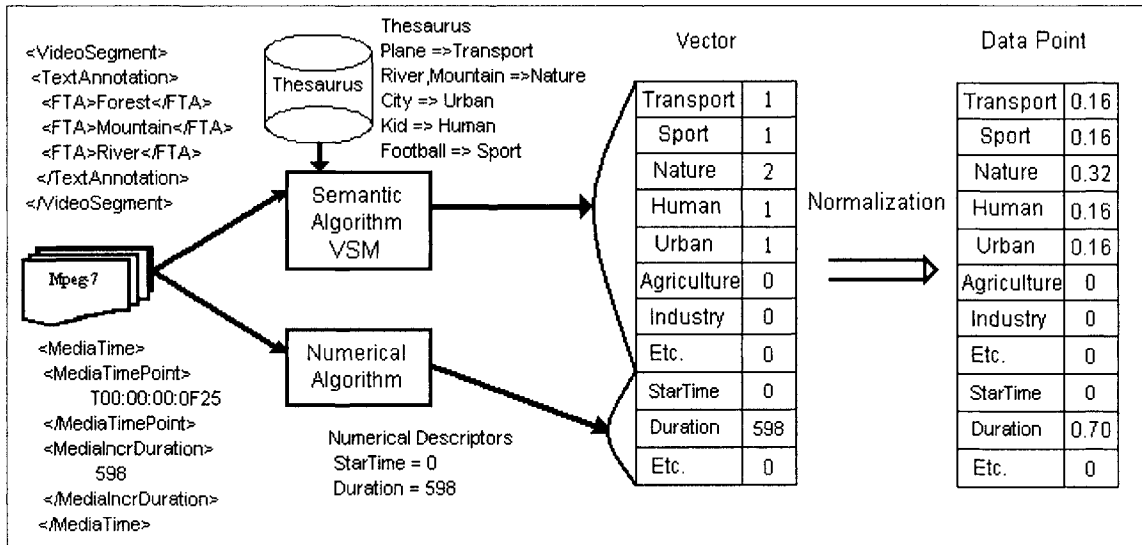 <VideoSegment>
<TextAnnotation>
<FTA>Forest</FTA>
<FTA>Mountain</FTA>
<FTA>River</FTA>
</TextAnnotation>
</VideoSegment>
Mpeg-7
<MediaTime>
<MediaTimePoint>
T00:00:00:0F25
</MediaTimePoint>
<MediaIncrDuration>
598
</MediaIncrDuration>
</MediaTime>
Thesaurus
Thesaurus
Plane =>Transport
River,Mountain =>Nature
City => Urban
Kid => Human
Football => Sport
Semantic
Algorithm
VSM
Numerical
Algorithm
Numerical Descriptors
StarTime = 0
Duration = 598
Vector
Transport 1
Sport 1
Nature 2
Human 1
Urban 1
Agriculture 0
Industry 0
Etc. 0
StarTime 0
Duration 598
Etc. 0
Normalization
Data Point
Transport 0.16
Sport 0.16
Nature 0.32
Human 0.16
Urban 0.16
Agriculture 0
Industry 0
Etc. 0
StarTime 0
Duration 0.70
Etc. 0